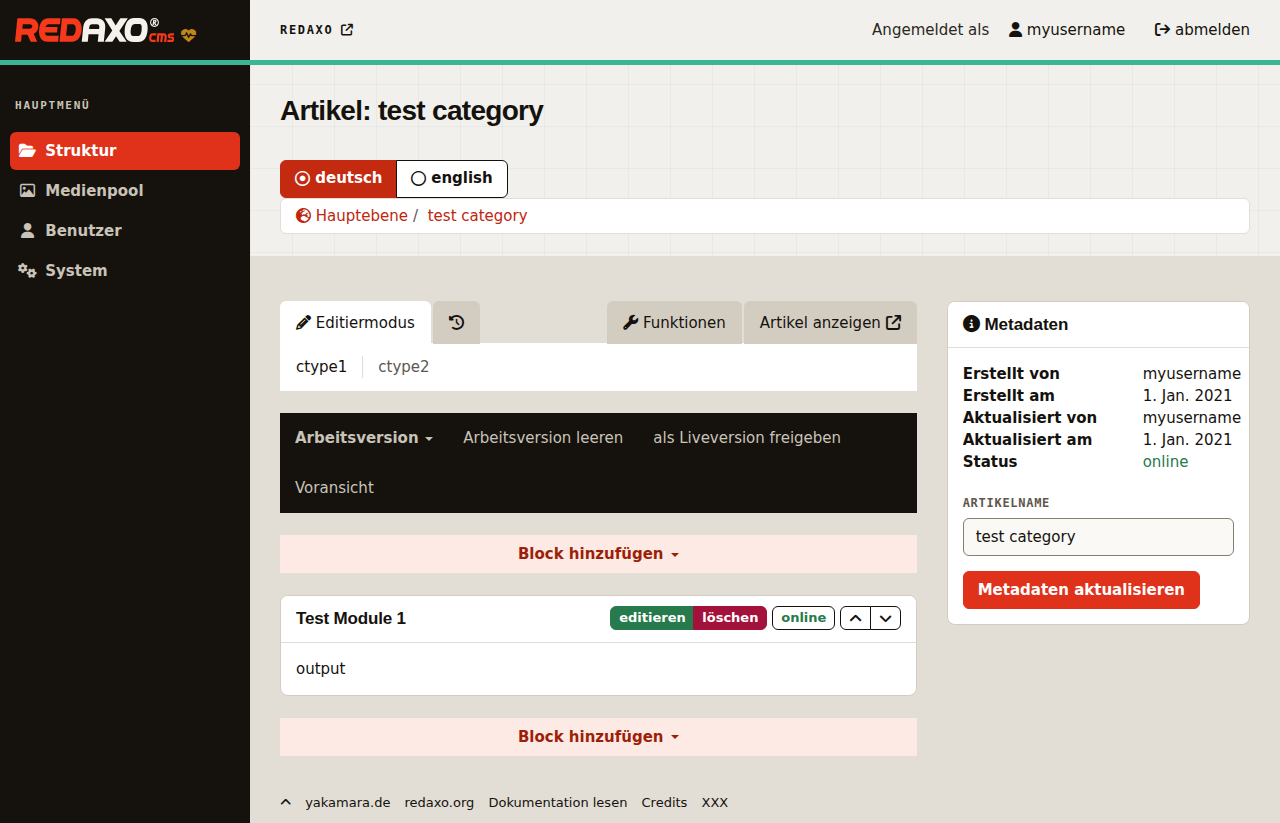 REDAXO® cms
REDAXO
Angemeldet als myusername abmelden
HAUPTMENÜ
Struktur
Medienpool
Benutzer
System
Artikel: test category
deutsch english
Hauptebene / test category
Editiermodus Funktionen Artikel anzeigen
ctype1 ctype2
Arbeitsversion Arbeitsversion leeren als Liveversion freigeben
Voransicht
Block hinzufügen
Test Module 1 editieren löschen online
output
Block hinzufügen
Metadaten
Erstellt von myusername
Erstellt am 1. Jan. 2021
Aktualisiert von myusername
Aktualisiert am 1. Jan. 2021
Status online
ARTIKELNAME
test category
Metadaten aktualisieren
yakamara.de redaxo.org Dokumentation lesen Credits XXX